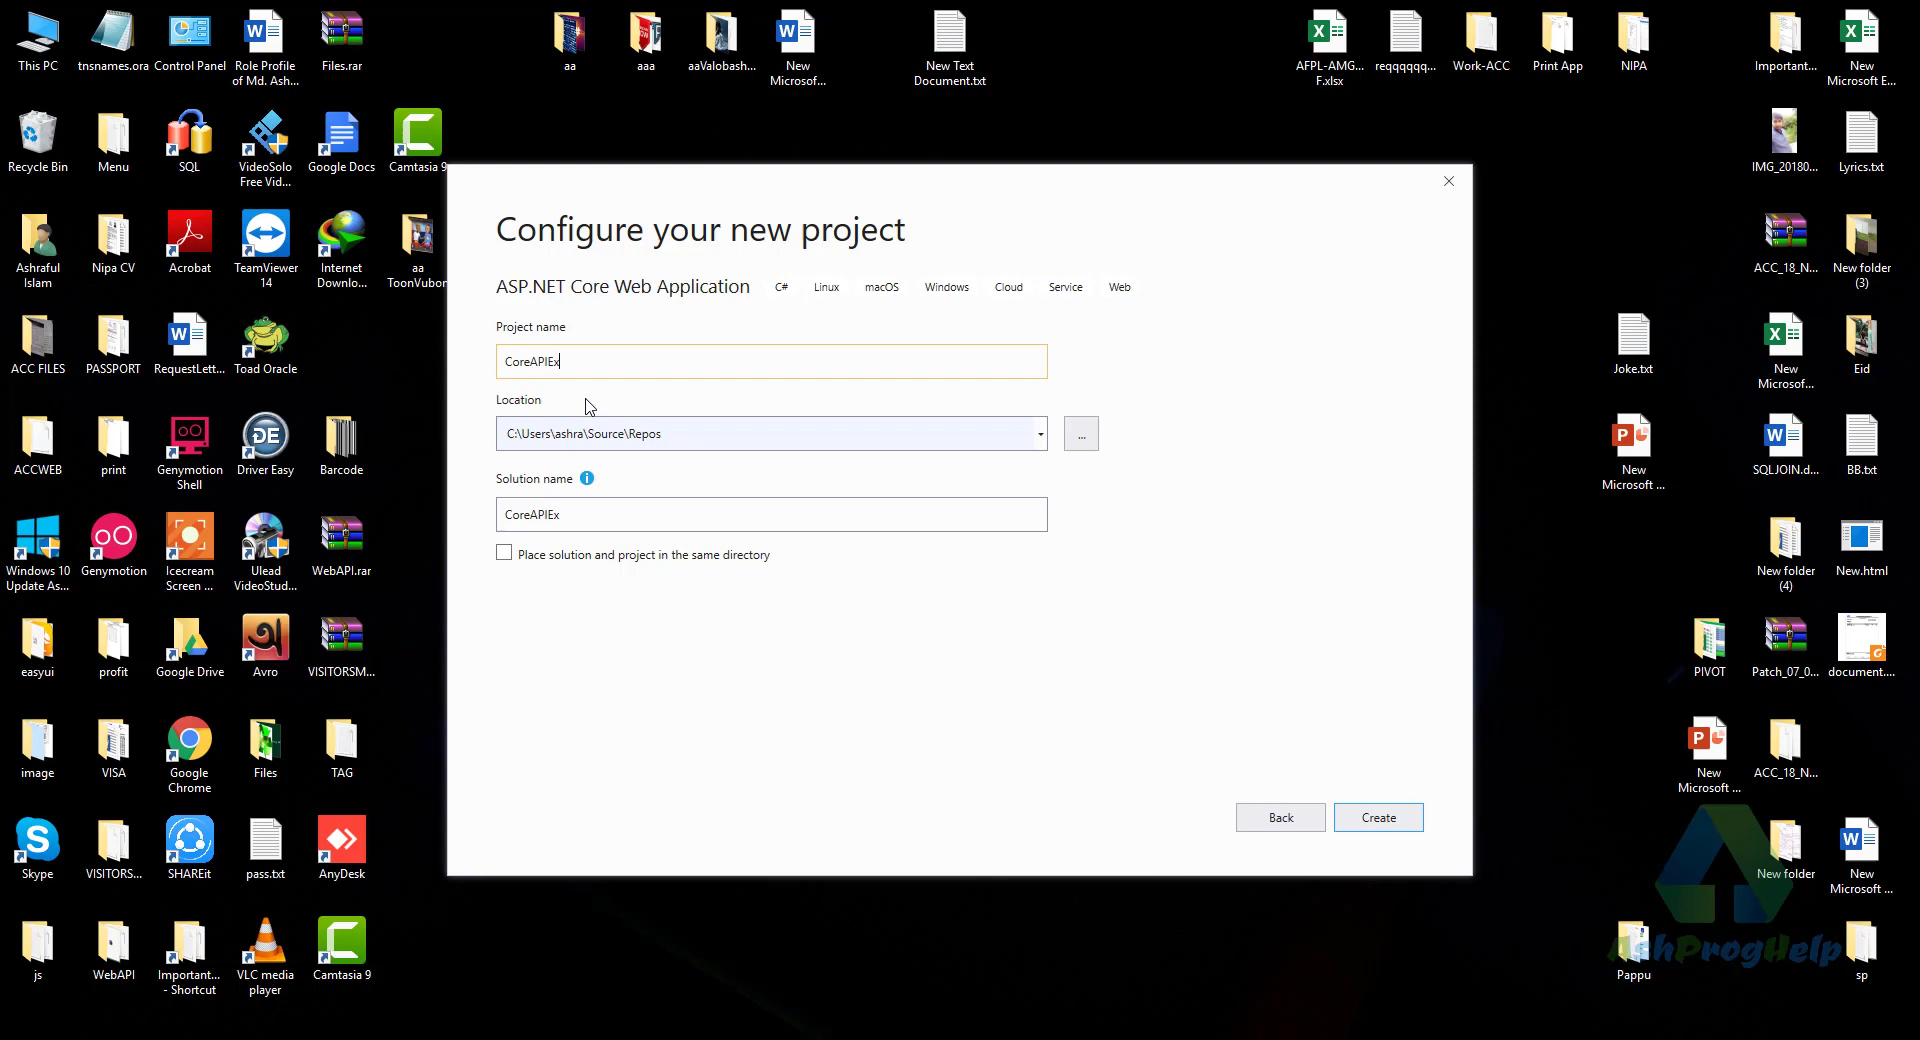 This PC
tnsnames.ora
Control Panel
Role Profile
of Md. Ash...
Files.rar
aa
aaa
aaValobash...
New
Microsof...
New Text
Document.txt
AFPL-AMG...
F.xlsx
reqqqqqq...
Work-ACC
Print App
NIPA
Important...
New
Microsoft E...
Recycle Bin
Menu
SQL
VideoSolo
Free Vid...
Google Docs
Camtasia 9
IMG_20180...
Lyrics.txt
Ashraful
Islam
Nipa CV
Acrobat
TeamViewer
14
Internet
Downlo...
aa
ToonVubon
ACC_18_N...
New folder
(3)
ACC FILES
PASSPORT
RequestLett...
Toad Oracle
Joke.txt
New
Microsof...
Eid
ACCWEB
print
Genymotion
Shell
Driver Easy
Barcode
New
Microsoft ...
SQLJOIN.d...
BB.txt
Windows 10
Update As...
Genymotion
Icecream
Screen ...
Ulead
VideoStud...
WebAPI.rar
New folder
(4)
New.html
easyui
profit
Google Drive
Avro
VISITORSM...
PIVOT
Patch_07_0...
document....
image
VISA
Google
Chrome
Files
TAG
New
Microsoft ...
ACC_18_N...
Skype
VISITORS...
SHAREit
pass.txt
AnyDesk
New folder
New
Microsoft ...
js
WebAPI
Important...
- Shortcut
VLC media
player
Camtasia 9
Pappu
sp
AshProgHelp
Configure your new project
ASP.NET Core Web Application C# Linux macOS Windows Cloud Service Web
Project name
CoreAPIEx
Location
C:\Users\ashra\Source\Repos
...
Solution name
CoreAPIEx
Place solution and project in the same directory
Back
Create